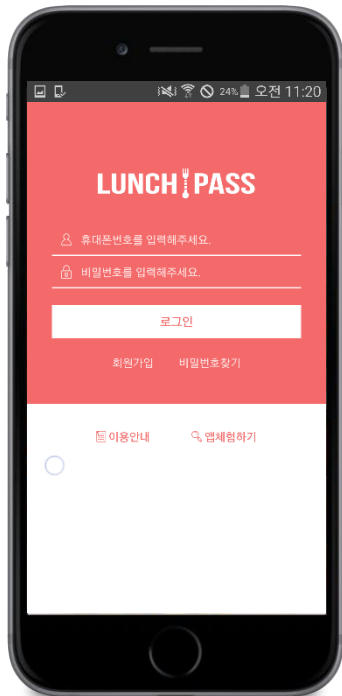 24% 오전 11:20
LUNCH PASS
휴대폰번호를 입력해주세요.
비밀번호를 입력해주세요.
로그인
회원가입 비밀번호찾기
이용안내 앱체험하기